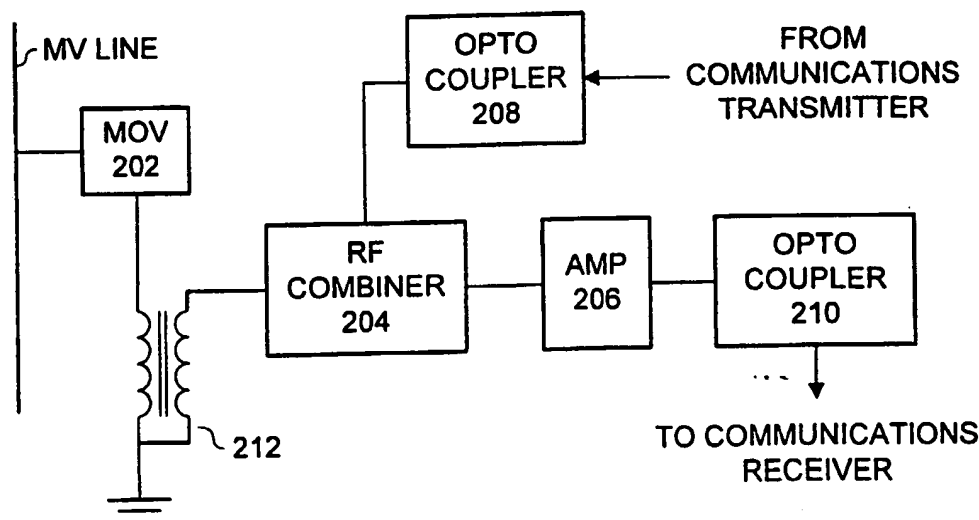 MV LINE
MOV
202
OPTO
COUPLER
208
FROM
COMMUNICATIONS
TRANSMITTER
RF
COMBINER
204
AMP
206
OPTO
COUPLER
210
212
TO COMMUNICATIONS
RECEIVER